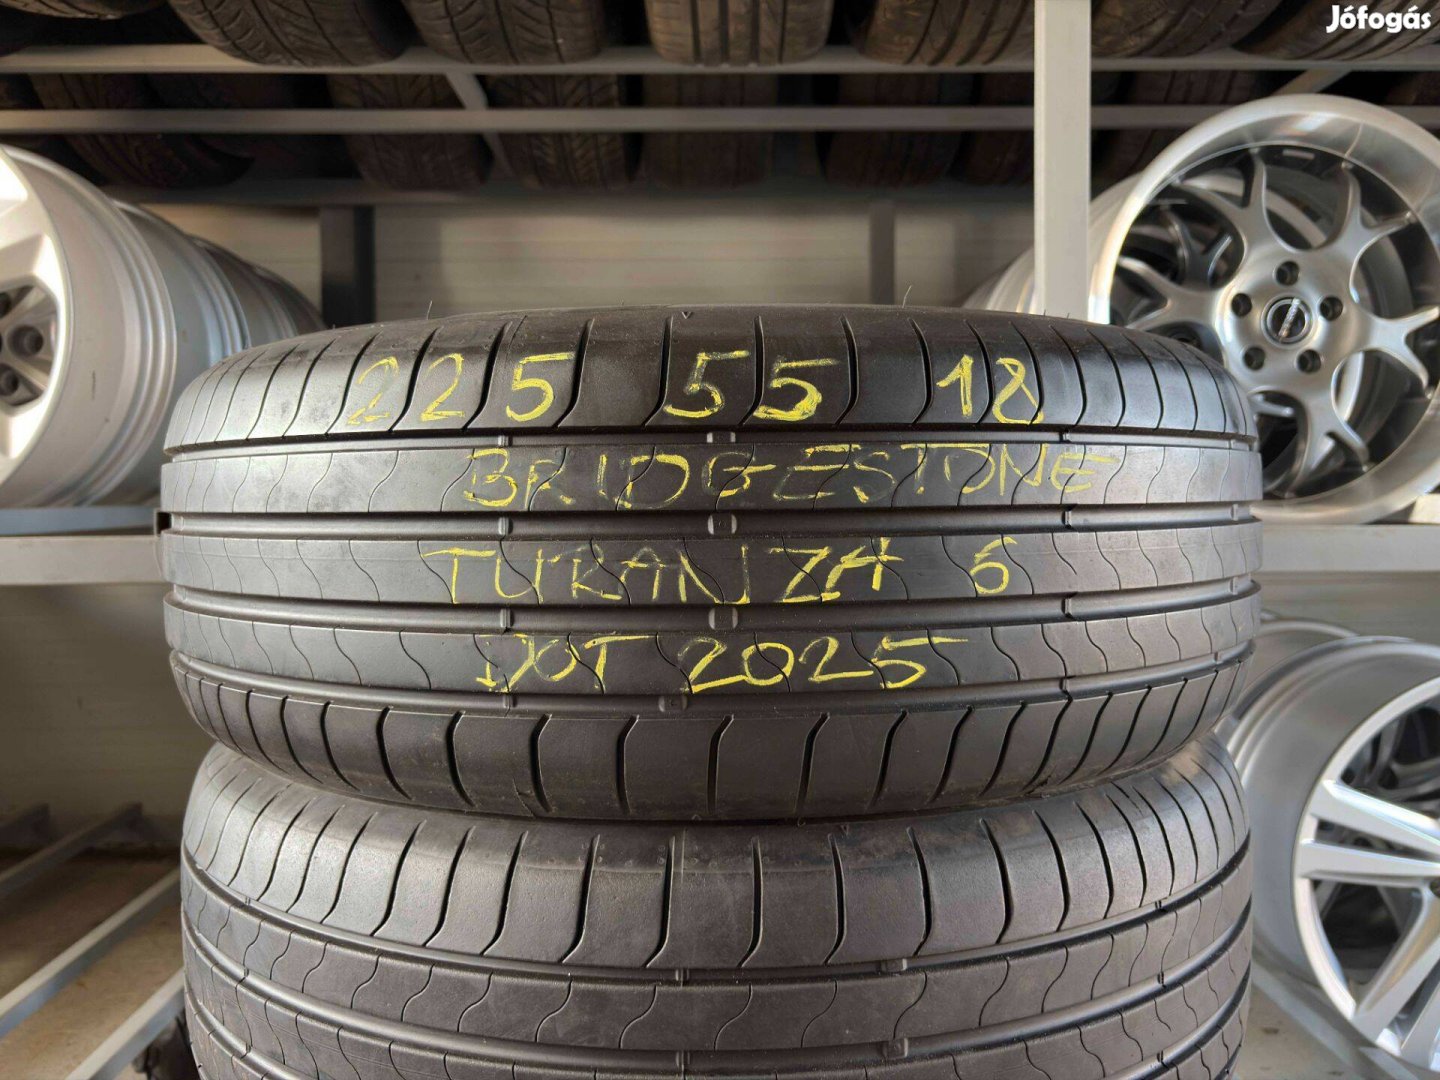 Jófogás
225 55 18
BRIDGESTONE
TURANZA 6
DOT 2025